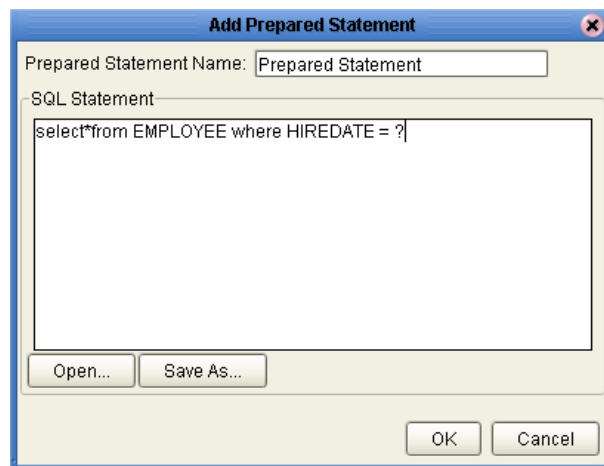 Add Prepared Statement
Prepared Statement Name: Prepared Statement
SQL Statement
select*from EMPLOYEE where HIREDATE = ?
Open... Save As...
OK Cancel